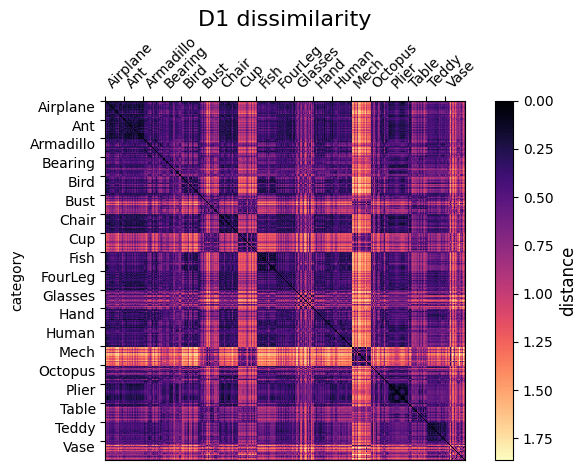 D1 dissimilarity
Airplane
Ant
Armadillo
Bearing
Bird
Bust
Chair
Cup
Fish
FourLeg
Glasses
Hand
Human
Mech
Octopus
Plier
Table
Teddy
Vase
category
Airplane
Ant
Armadillo
Bearing
Bird
Bust
Chair
Cup
Fish
FourLeg
Glasses
Hand
Human
Mech
Octopus
Plier
Table
Teddy
Vase
0.00
0.25
0.50
0.75
1.00
1.25
1.50
1.75
distance